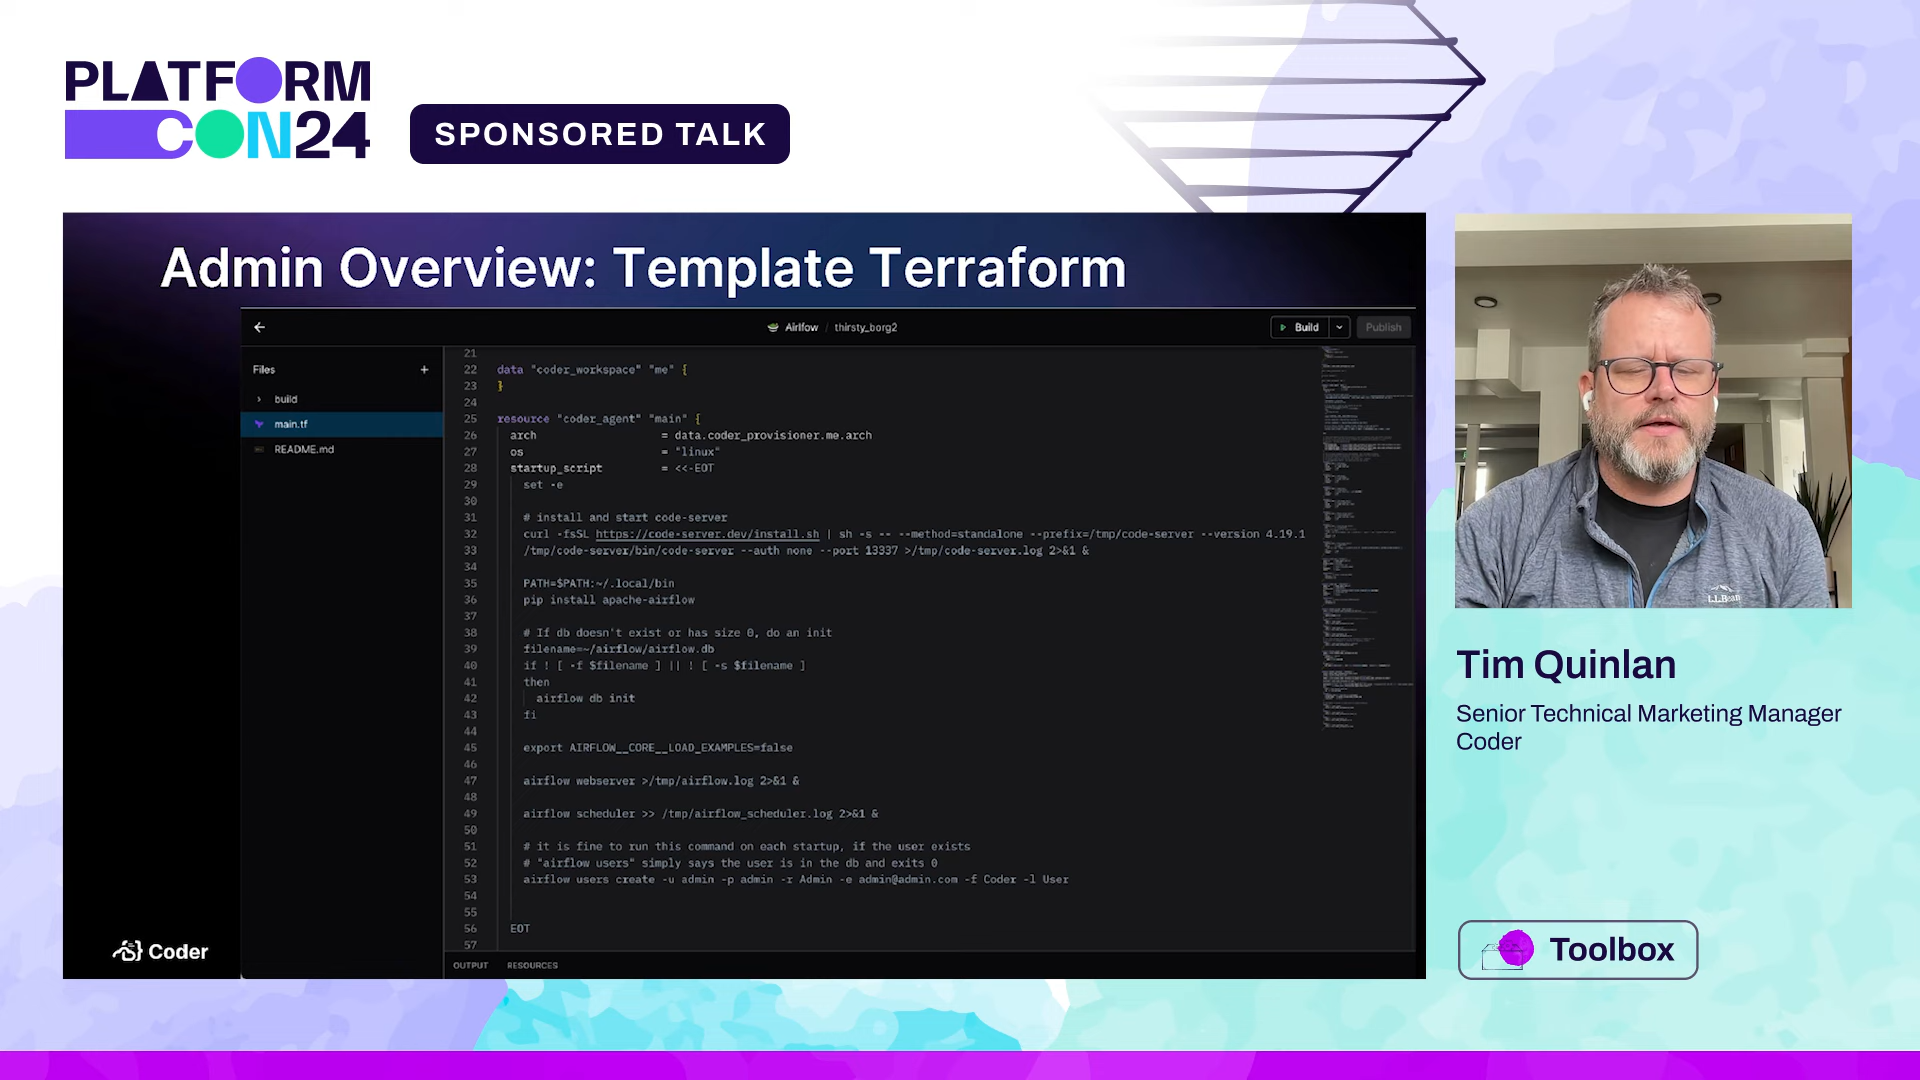 PLATFORM
CON24
SPONSORED TALK
Admin Overview: Template Terraform
Airlfow / thirsty_borg2
Build
Publish
Files
+
build
main.tf
README.md
21
22 data "coder_workspace" "me" {
23 }
24
25 resource "coder_agent" "main" {
26 arch = data.coder_provisioner.me.arch
27 os = "linux"
28 startup_script = <<-EOT
29 set -e
30
31 # install and start code-server
32 curl -fsSL https://code-server.dev/install.sh | sh -s -- --method=standalone --prefix=/tmp/code-server --version 4.19.1
33 /tmp/code-server/bin/code-server --auth none --port 13337 >/tmp/code-server.log 2>&1 &
34
35 PATH=$PATH:~/.local/bin
36 pip install apache-airflow
37
38 # If db doesn't exist or has size 0, do an init
39 filename=~/airflow/airflow.db
40 if ! [ -f $filename ] || ! [ -s $filename ]
41 then
42 airflow db init
43 fi
44
45 export AIRFLOW__CORE__LOAD_EXAMPLES=false
46
47 airflow webserver >/tmp/airflow.log 2>&1 &
48
49 airflow scheduler >> /tmp/airflow_scheduler.log 2>&1 &
50
51 # it is fine to run this command on each startup, if the user exists
52 # "airflow users" simply says the user is in the db and exits 0
53 airflow users create -u admin -p admin -r Admin -e admin@admin.com -f Coder -l User
54
55
56 EOT
57
OUTPUT RESOURCES
Coder
L.L.Bean
Tim Quinlan
Senior Technical Marketing Manager
Coder
Toolbox